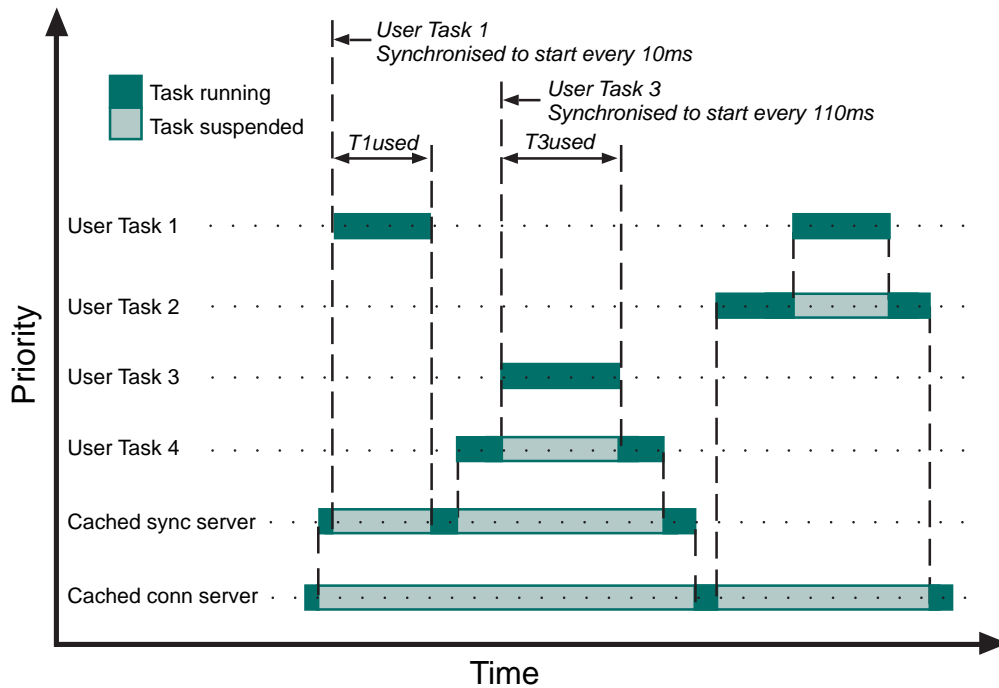 User Task 1
Synchronised to start every 10ms
User Task 3
Synchronised to start every 110ms
Task running
Task suspended
T1used
T3used
User Task 1
User Task 2
User Task 3
User Task 4
Cached sync server
Cached conn server
Priority
Time